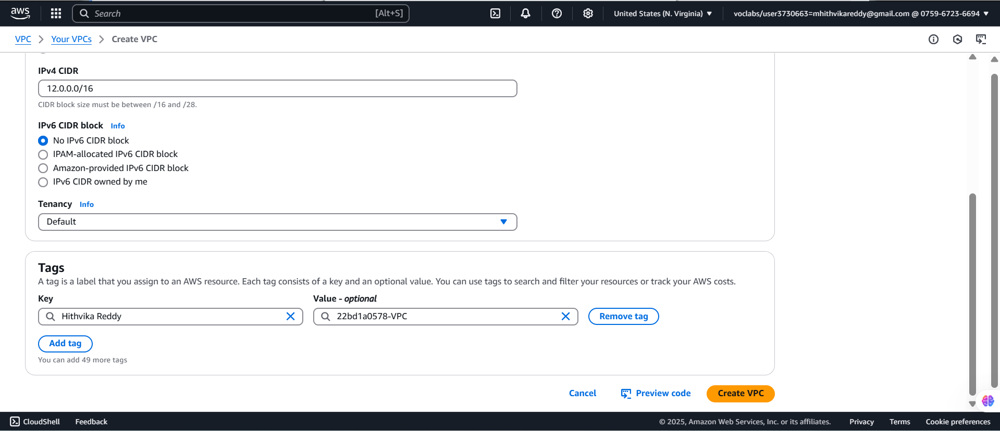 aws Search [Alt+S] United States (N. Virginia) voclabs/user3730663=mhithvikareddy@gmail.com @ 0759-6723-6694
VPC Your VPCs Create VPC
IPv4 CIDR
12.0.0.0/16
CIDR block size must be between /16 and /28.
IPv6 CIDR block Info
No IPv6 CIDR block
IPAM-allocated IPv6 CIDR block
Amazon-provided IPv6 CIDR block
IPv6 CIDR owned by me
Tenancy Info
Default
Tags
A tag is a label that you assign to an AWS resource. Each tag consists of a key and an optional value. You can use tags to search and filter your resources or track your AWS costs.
Key Value - optional
Hithvika Reddy 22bd1a0578-VPC Remove tag
Add tag
You can add 49 more tags
Cancel Preview code Create VPC
CloudShell Feedback © 2025, Amazon Web Services, Inc. or its affiliates. Privacy Terms Cookie preferences